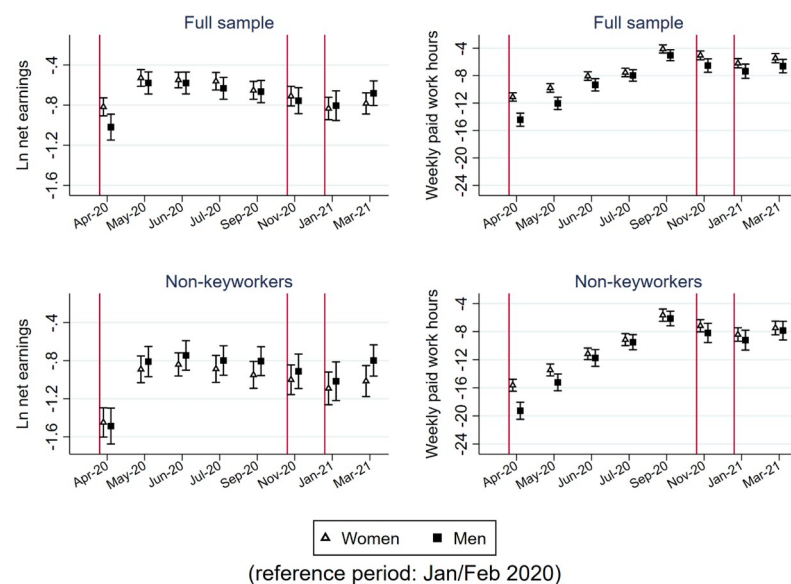 Full sample
Ln net earnings
-.4
-.8
-1.2
-1.6
Apr-20 May-20 Jun-20 Jul-20 Sep-20 Nov-20 Jan-21 Mar-21
Full sample
Weekly paid work hours
-4
-8
-12
-16
-20
-24
Apr-20 May-20 Jun-20 Jul-20 Sep-20 Nov-20 Jan-21 Mar-21
Non-keyworkers
Ln net earnings
-.4
-.8
-1.2
-1.6
Apr-20 May-20 Jun-20 Jul-20 Sep-20 Nov-20 Jan-21 Mar-21
Non-keyworkers
Weekly paid work hours
-4
-8
-12
-16
-20
-24
Apr-20 May-20 Jun-20 Jul-20 Sep-20 Nov-20 Jan-21 Mar-21
Women Men
(reference period: Jan/Feb 2020)